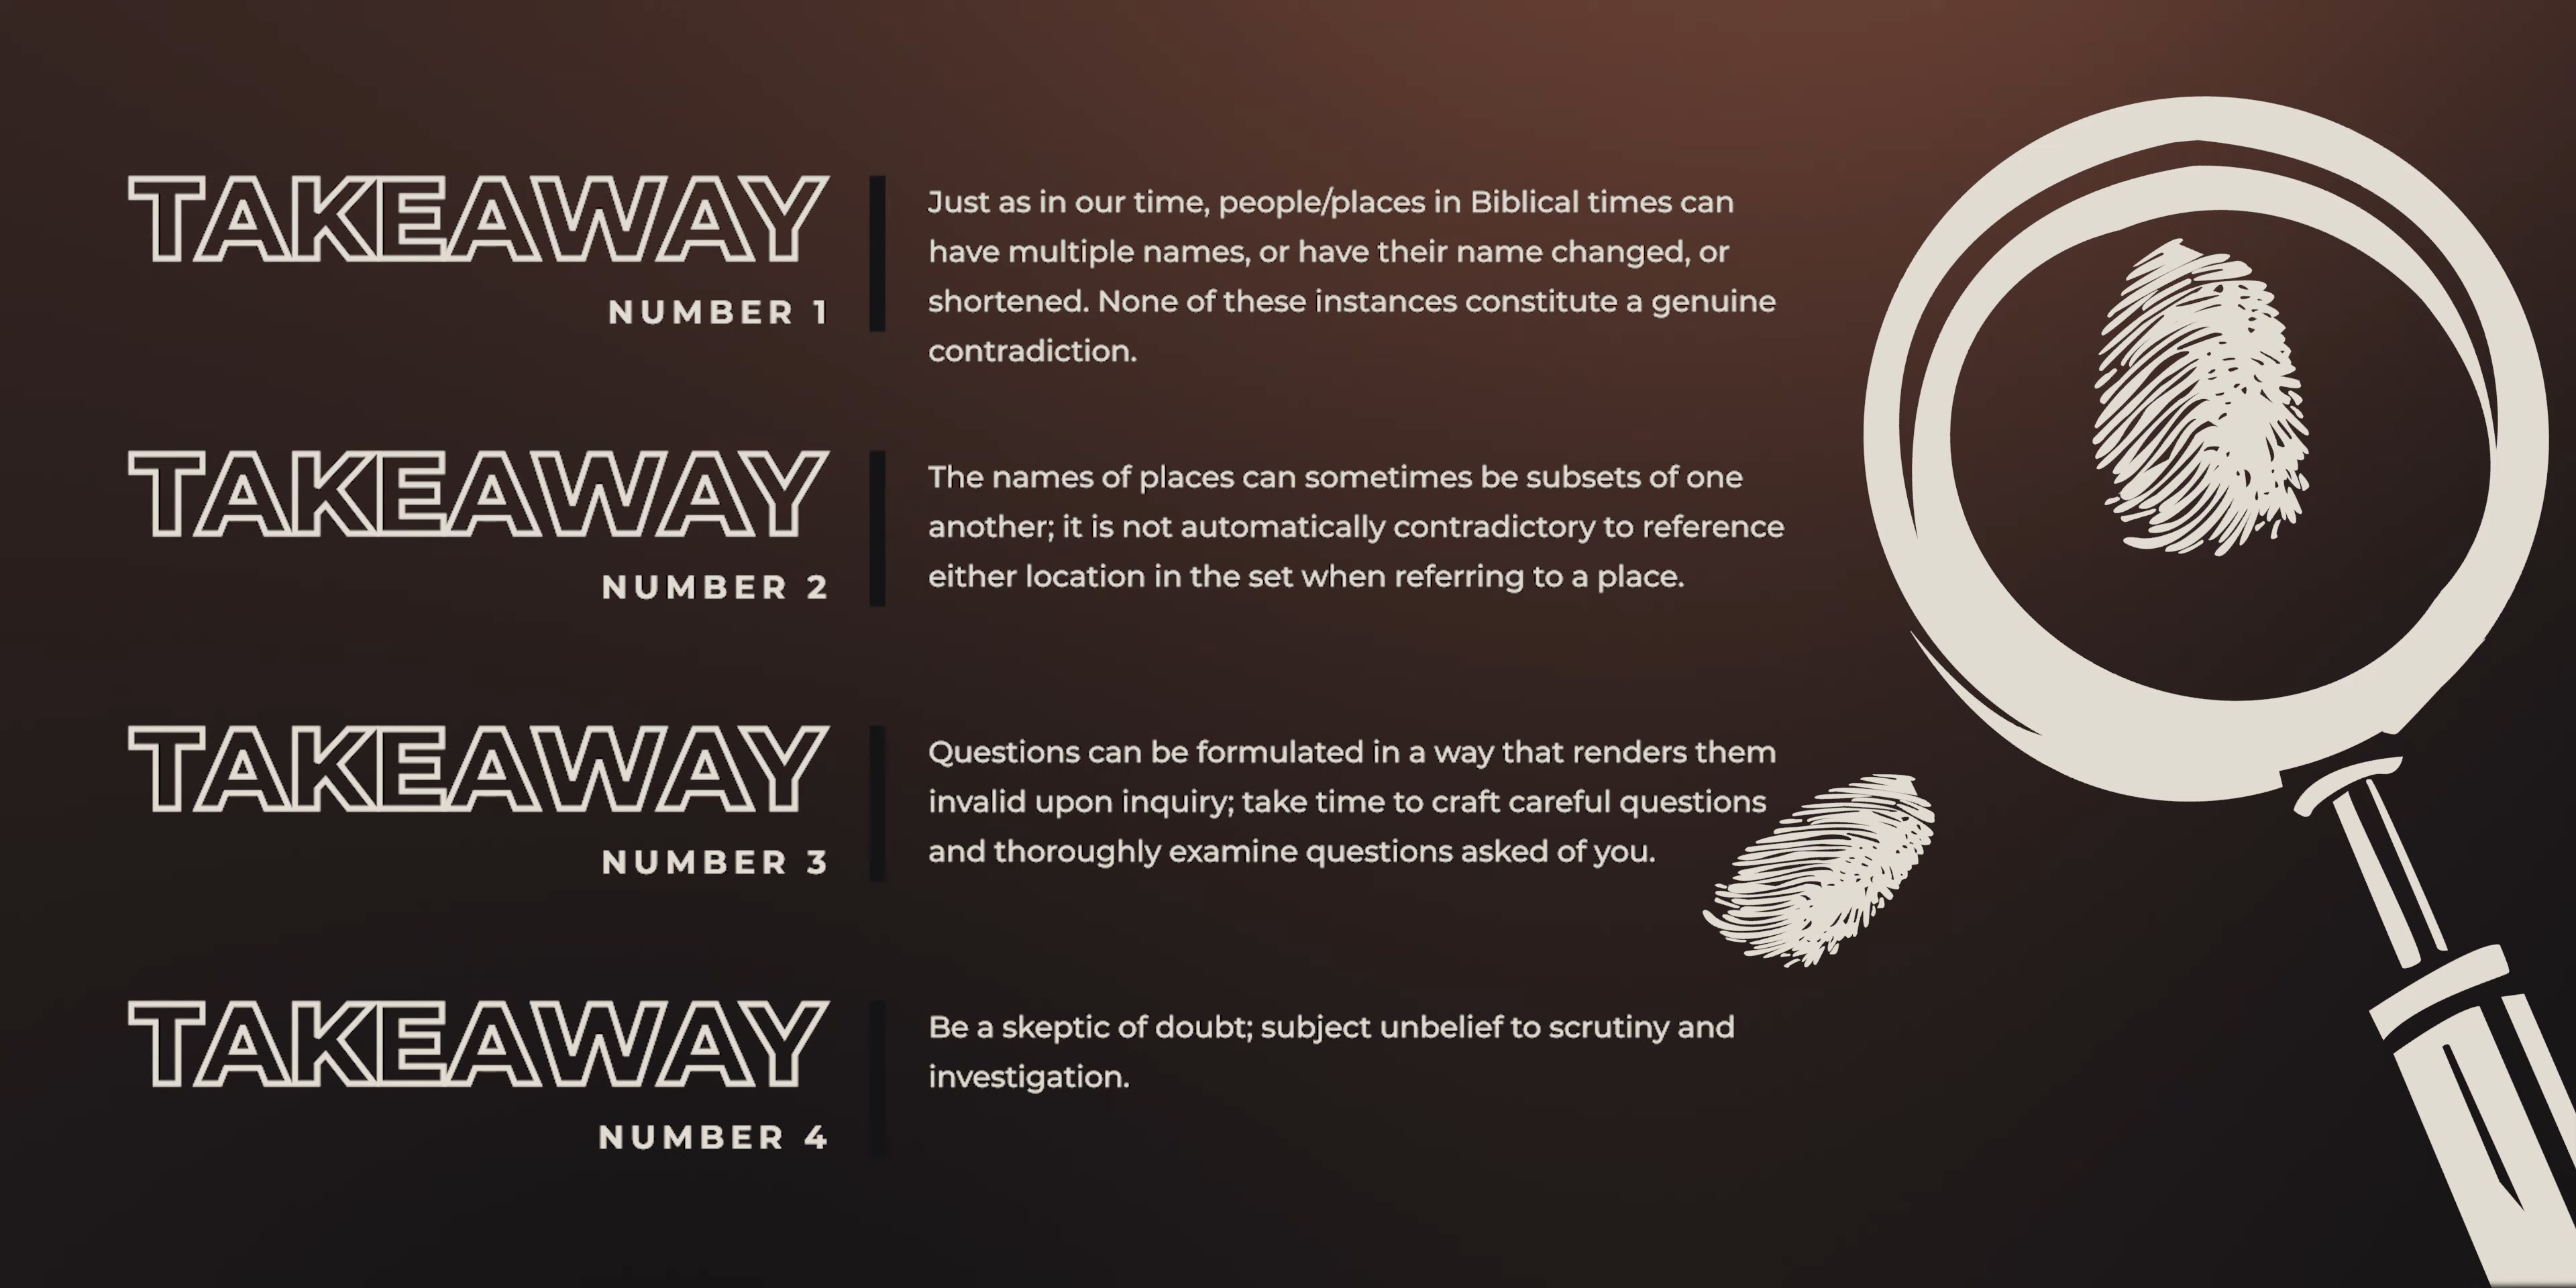 TAKEAWAY
NUMBER 1
Just as in our time, people/places in Biblical times can
have multiple names, or have their name changed, or
shortened. None of these instances constitute a genuine
contradiction.
TAKEAWAY
NUMBER 2
The names of places can sometimes be subsets of one
another; it is not automatically contradictory to reference
either location in the set when referring to a place.
TAKEAWAY
NUMBER 3
Questions can be formulated in a way that renders them
invalid upon inquiry; take time to craft careful questions
and thoroughly examine questions asked of you.
TAKEAWAY
NUMBER 4
Be a skeptic of doubt; subject unbelief to scrutiny and
investigation.